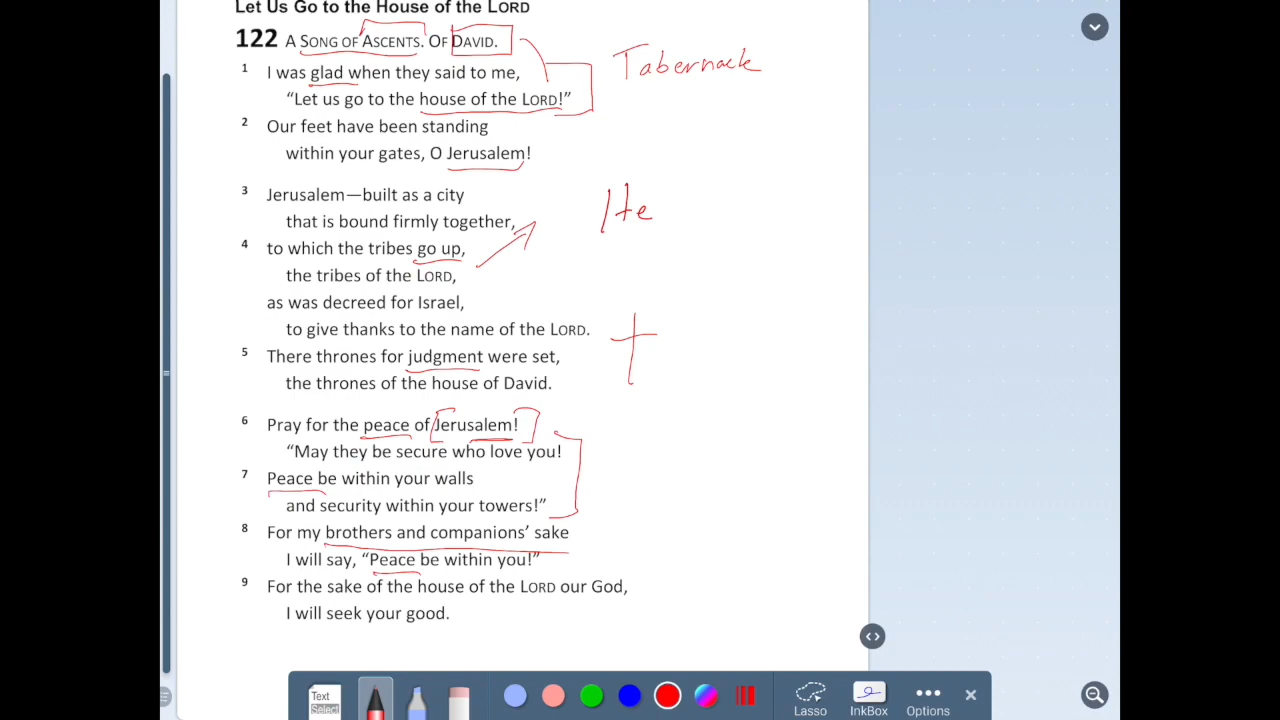 Let Us Go to the House of the LORD
122 A SONG OF ASCENTS. OF DAVID.
Tabernacle
1 I was glad when they said to me,
“Let us go to the house of the LORD!”
2 Our feet have been standing
within your gates, O Jerusalem!
3 Jerusalem—built as a city
that is bound firmly together,
He
4 to which the tribes go up,
the tribes of the LORD,
as was decreed for Israel,
to give thanks to the name of the LORD.
5 There thrones for judgment were set,
the thrones of the house of David.
6 Pray for the peace of Jerusalem!
“May they be secure who love you!
7 Peace be within your walls
and security within your towers!”
8 For my brothers and companions’ sake
I will say, “Peace be within you!”
9 For the sake of the house of the LORD our God,
I will seek your good.
Text
Select
Lasso
InkBox
Options